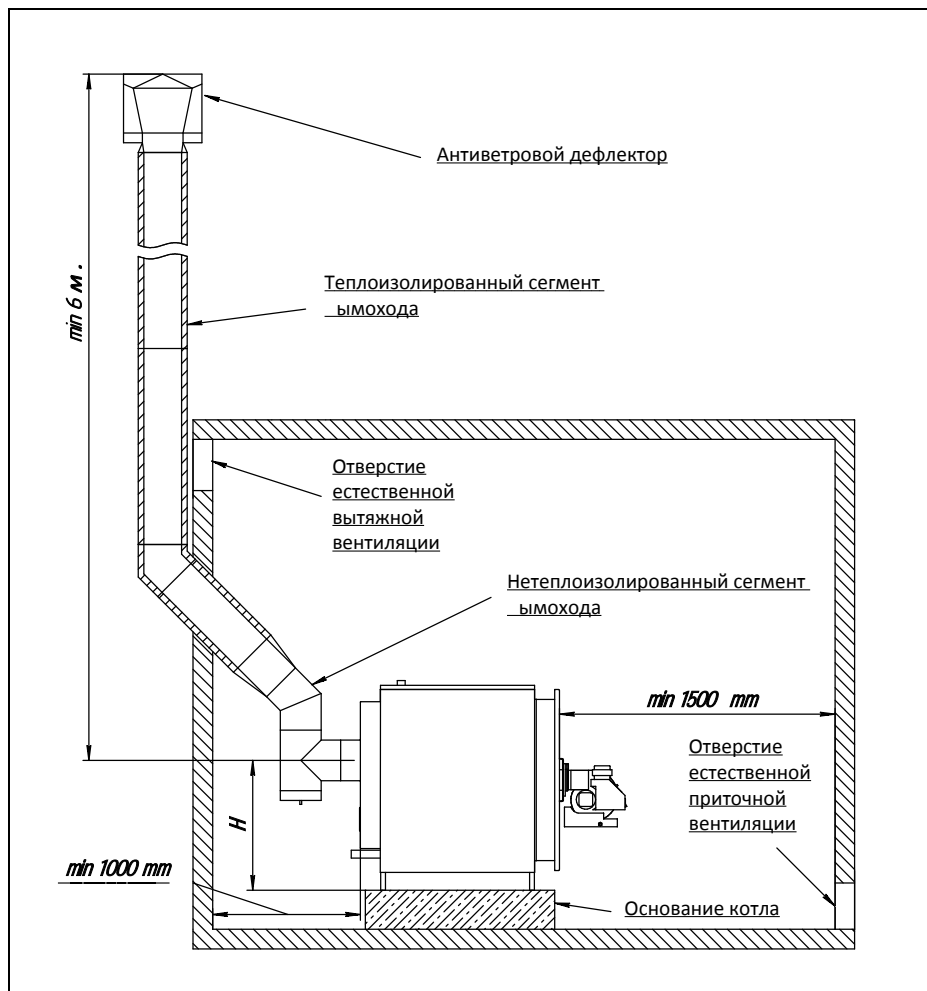 Антиветровой дефлектор
min 6 м.
Теплоизолированный сегмент
ымохода
Отверстие
естественной
вытяжной
вентиляции
Нетеплоизолированный сегмент
ымохода
min 1500 mm
Отверстие
естественной
приточной
вентиляции
H
min 1000 mm
Основание котла